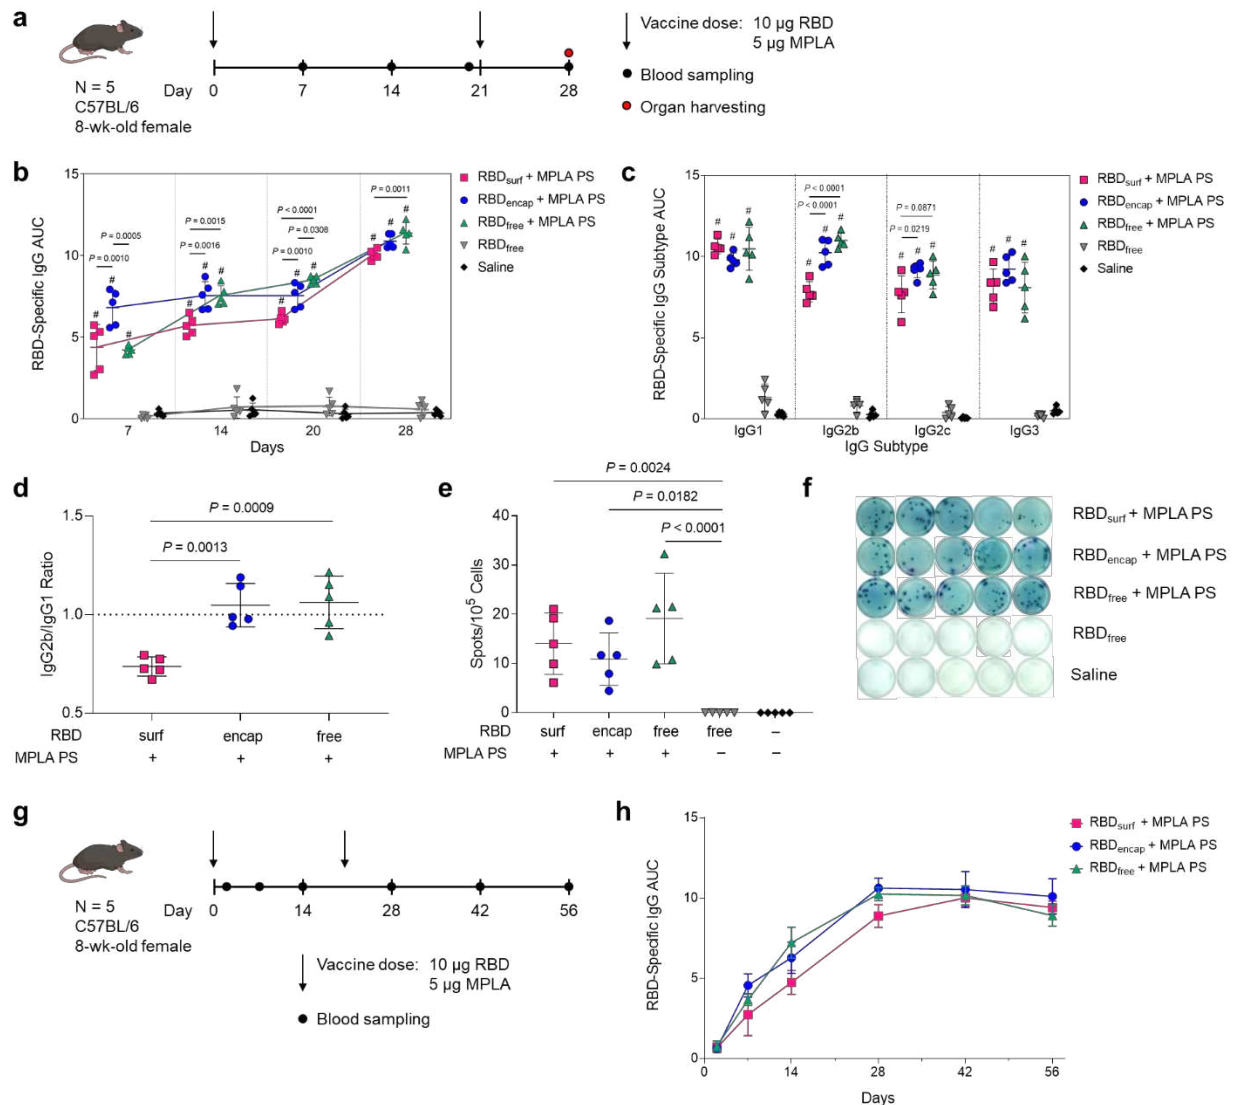 a
Vaccine dose: 10 µg RBD
5 µg MPLA
Blood sampling
Organ harvesting
N = 5
C57BL/6
8-wk-old female
Day
0 7 14 21 28
b
RBD-Specific IgG AUC
15
10
5
0
P = 0.0005
P = 0.0010
# # #
P = 0.0015
P = 0.0016
# # #
P < 0.0001
P = 0.0308
P = 0.0010
# # #
P = 0.0011
# # #
7 14 20 28
Days
RBDsurf + MPLA PS
RBDencap + MPLA PS
RBDfree + MPLA PS
RBDfree
Saline
c
RBD-Specific IgG Subtype AUC
15
10
5
0
# # #
P < 0.0001
P < 0.0001
# # #
P = 0.0871
P = 0.0219
# # #
# # #
IgG1 IgG2b IgG2c IgG3
IgG Subtype
RBDsurf + MPLA PS
RBDencap + MPLA PS
RBDfree + MPLA PS
RBDfree
Saline
d
IgG2b/IgG1 Ratio
1.5
1.0
0.5
P = 0.0009
P = 0.0013
RBD surf encap free
MPLA PS + + +
e
Spots/10⁵ Cells
40
30
20
10
0
P = 0.0024
P = 0.0182
P < 0.0001
RBD surf encap free free –
MPLA PS + + + – –
f
RBDsurf + MPLA PS
RBDencap + MPLA PS
RBDfree + MPLA PS
RBDfree
Saline
g
N = 5
C57BL/6
8-wk-old female
Day
0 14 28 42 56
Vaccine dose: 10 µg RBD
5 µg MPLA
Blood sampling
h
RBD-Specific IgG AUC
15
10
5
0
0 14 28 42 56
Days
RBDsurf + MPLA PS
RBDencap + MPLA PS
RBDfree + MPLA PS